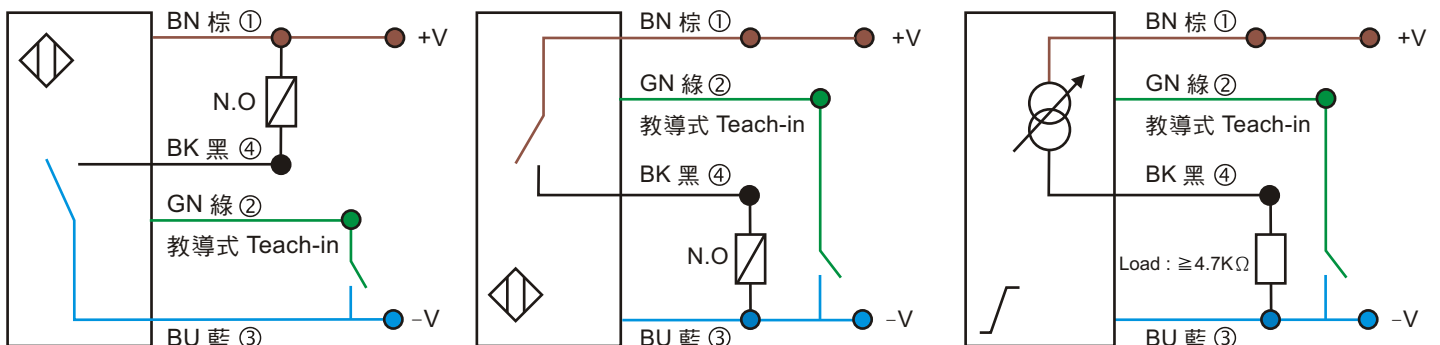 BN 棕 ①
+V
N.O
BK 黑 ④
GN 綠 ②
教導式 Teach-in
−V
BU 藍 ③
BN 棕 ①
+V
GN 綠 ②
教導式 Teach-in
BK 黑 ④
N.O
−V
BU 藍 ③
BN 棕 ①
+V
GN 綠 ②
教導式 Teach-in
BK 黑 ④
Load : ≧4.7KΩ
−V
BU 藍 ③